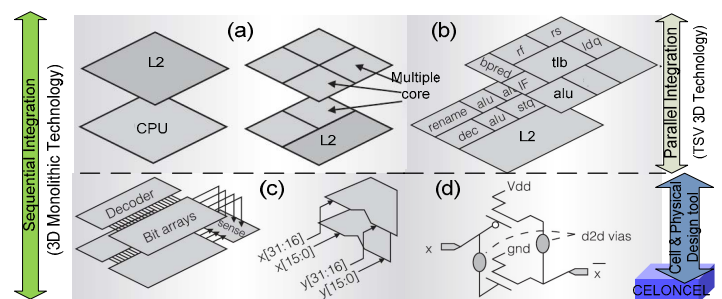 Sequential Integration
(3D Monolithic Technology)
(a)
L2
CPU
Multiple
core
L2
(b)
rs
rf
ldq
bpred
tlb
IF
alu
alu
alu
rename
stq
alu
dec
L2
Parallel Integration
(TSV 3D Technology)
(c)
Decoder
Bit arrays
sense
x[31:16]
x[15:0]
y[31:16]
y[15:0]
(d)
Vdd
d2d vias
gnd
x
x
Cell & Physical
Design tool
CELONCEL